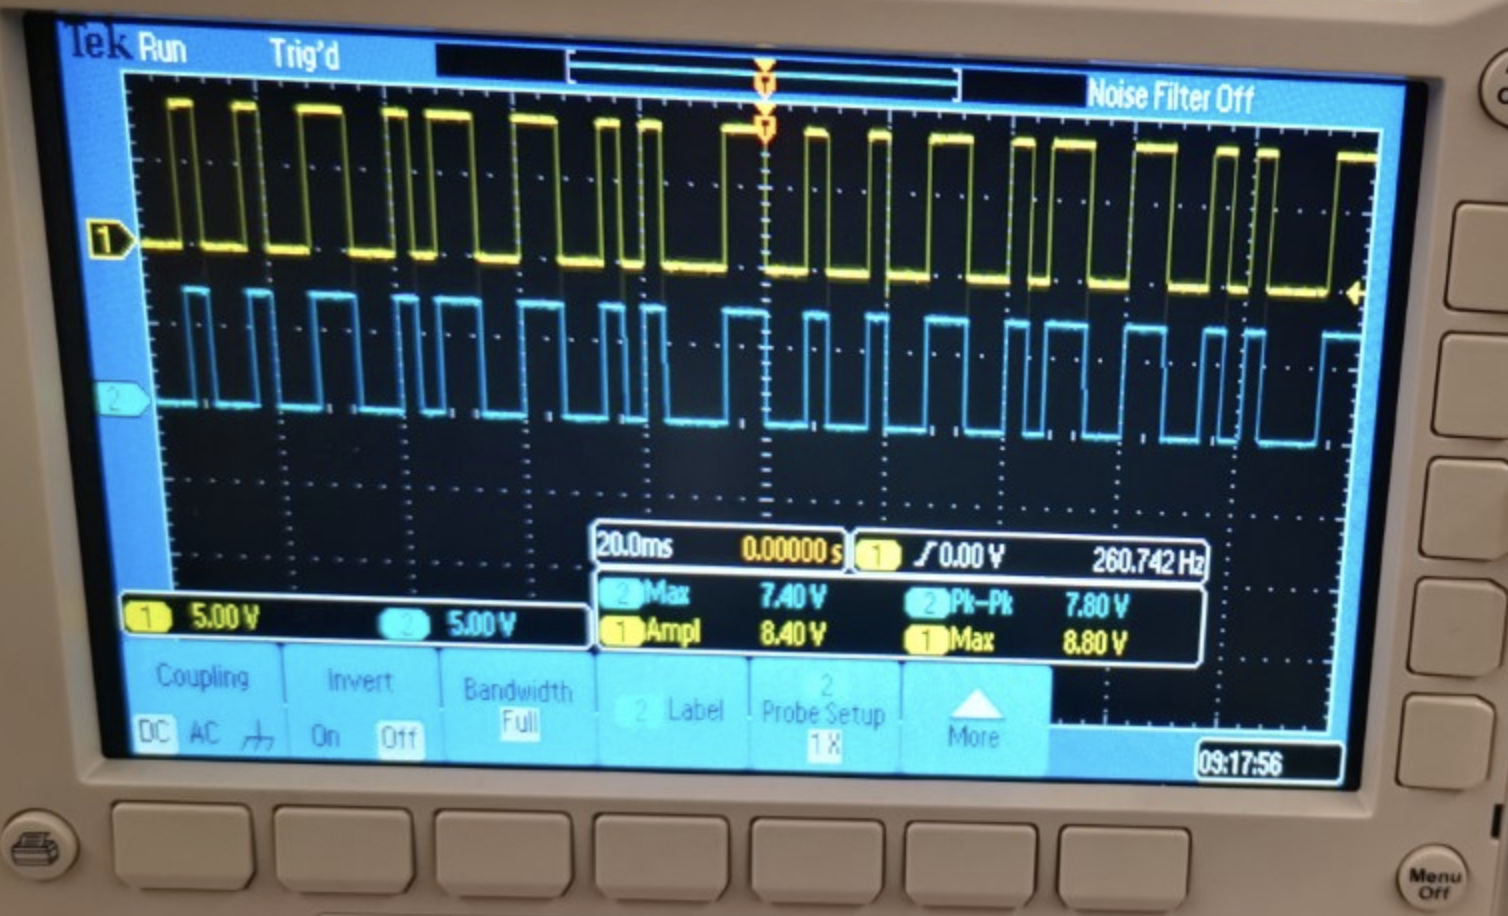 Tek Run Trig'd
Noise Filter Off
T
T
1
2
20.0ms 0.00000 s 1 0.00 V 260.742 Hz
2 Max 7.40 V 2 Pk-Pk 7.80 V
1 5.00 V 2 5.00 V
1 Ampl 8.40 V 1 Max 8.80 V
Coupling Invert Bandwidth 2 Label 2
DC AC On Off Full Probe Setup More
1 X
09:17:56
Menu
Off